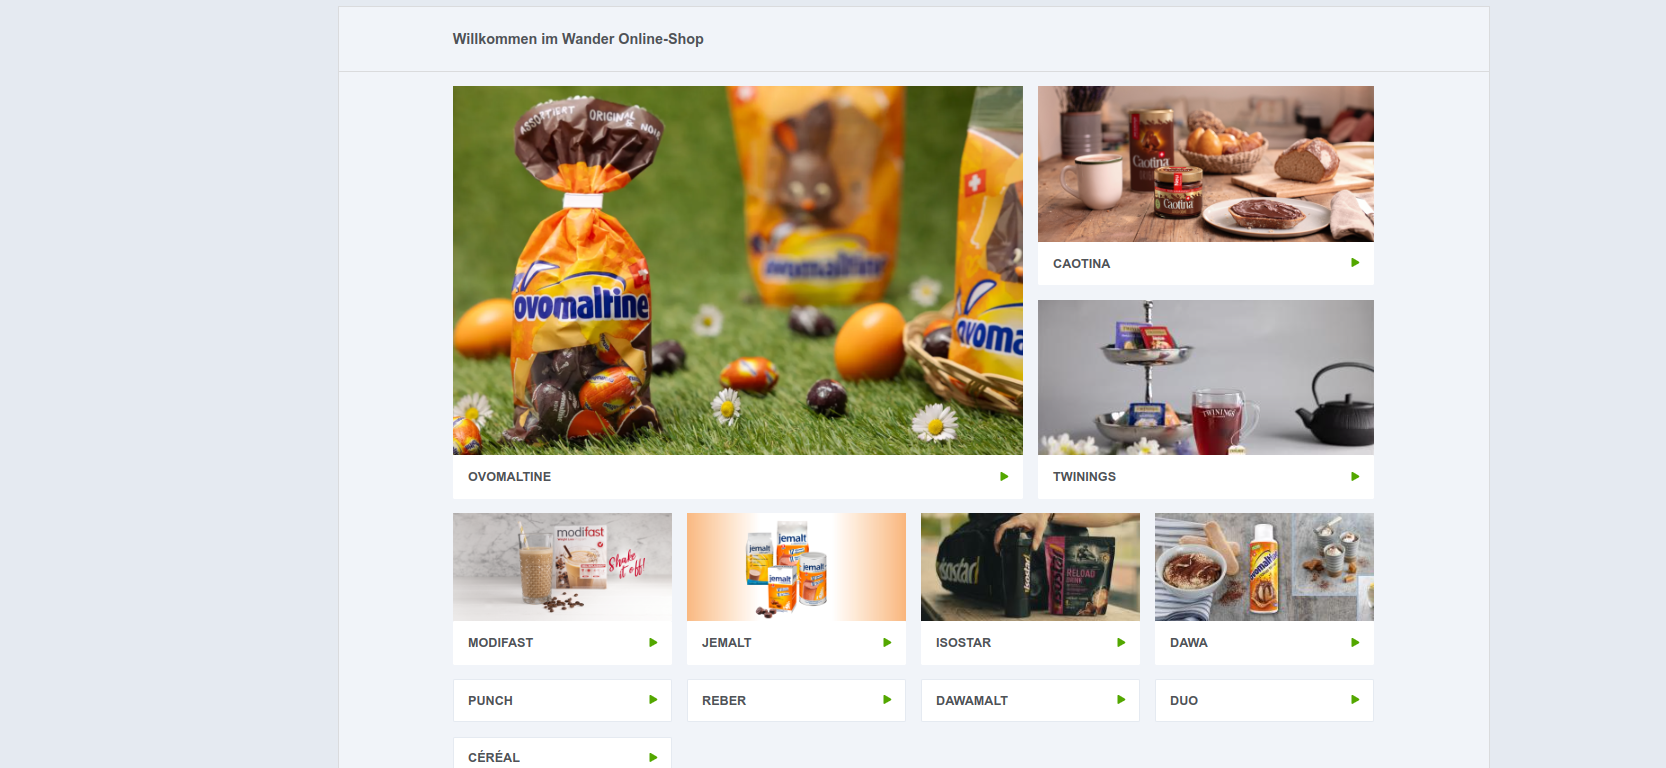 Willkommen im Wander Online-Shop
ASSORTIERT ORIGINAL & NOIR
ovomaltine
ovomaltine
ovoma
Caotina
Caotina
CAOTINA
TWININGS
OVOMALTINE
TWININGS
modifast
Shake
it off!
jemalt
jemalt
jemalt
jemalt
isostar
isostar
RELOAD
DRINK
ovomaltine
MODIFAST
JEMALT
ISOSTAR
DAWA
PUNCH
REBER
DAWAMALT
DUO
CÉRÉAL